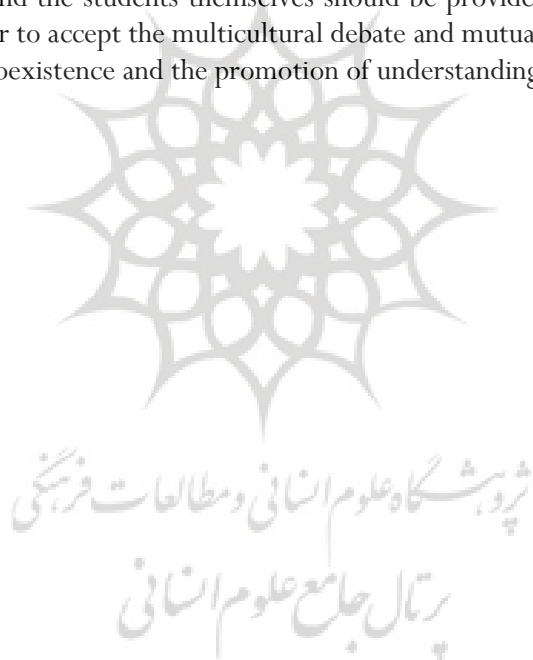 nd the students themselves should be provide
r to accept the multicultural debate and mutua
oexistence and the promotion of understanding
پژوهشگاه علوم انسانی و مطالعات فرهنگی
پرتال جامع علوم انسانی